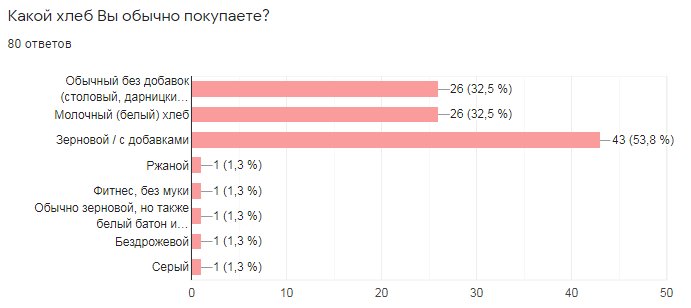 Какой хлеб Вы обычно покупаете?
80 ответов
Обычный без добавок
(столовый, дарницки…
26 (32,5 %)
Молочный (белый) хлеб
26 (32,5 %)
Зерновой / с добавками
43 (53,8 %)
Ржаной
1 (1,3 %)
Фитнес, без муки
1 (1,3 %)
Обычно зерновой, но также
белый батон и…
1 (1,3 %)
Бездрожевой
1 (1,3 %)
Серый
1 (1,3 %)
0 10 20 30 40 50